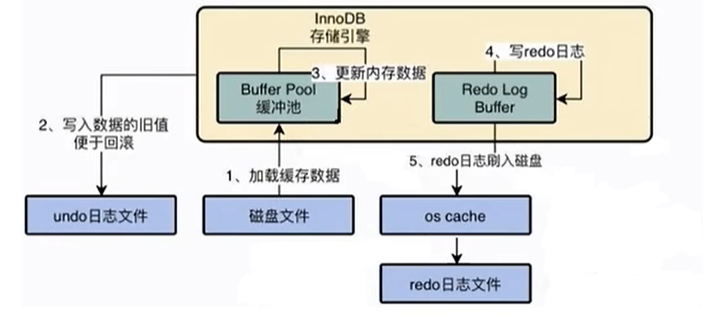 InnoDB
存储引擎
4、写redo日志
3、更新内存数据
Buffer Pool
缓冲池
Redo Log
Buffer
2、写入数据的旧值
便于回滚
5、redo日志刷入磁盘
1、加载缓存数据
undo日志文件
磁盘文件
os cache
redo日志文件